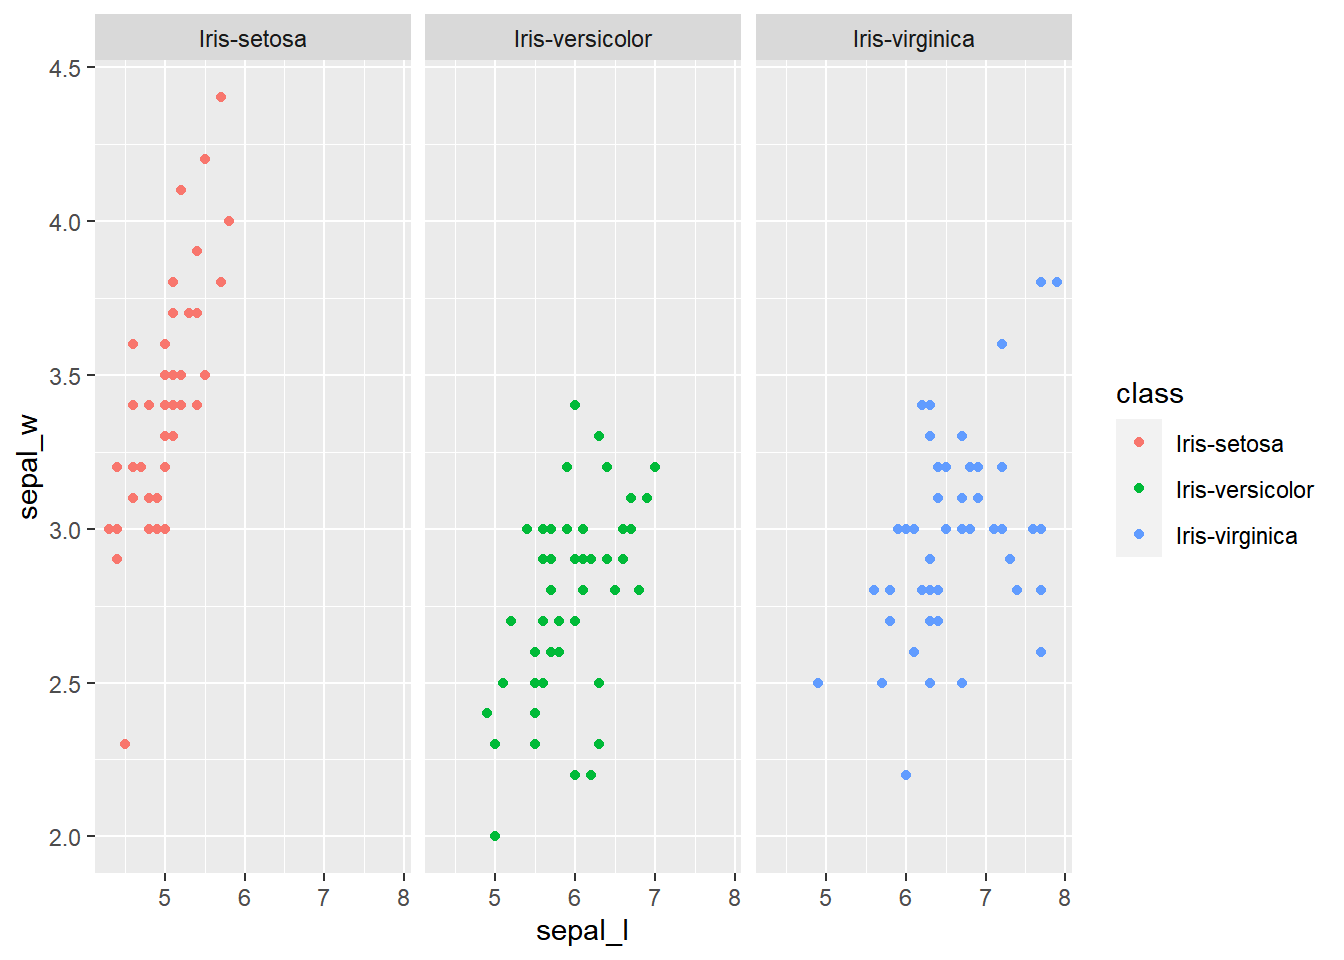 Iris-setosa Iris-versicolor Iris-virginica
4.5
4.0
3.5
3.0
2.5
2.0
sepal_w
5 6 7 8 5 6 7 8 5 6 7 8
sepal_l
class
Iris-setosa
Iris-versicolor
Iris-virginica